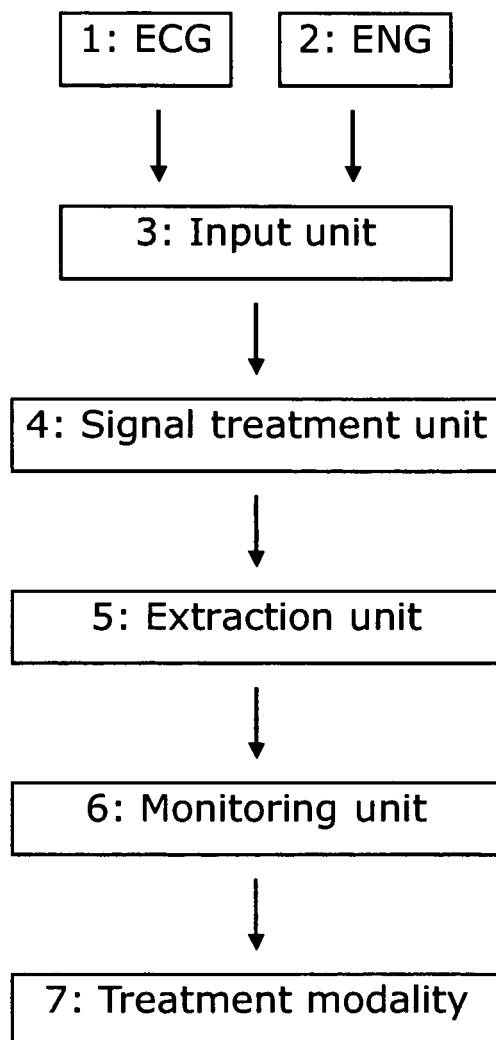 1: ECG
2: ENG
3: Input unit
4: Signal treatment unit
5: Extraction unit
6: Monitoring unit
7: Treatment modality